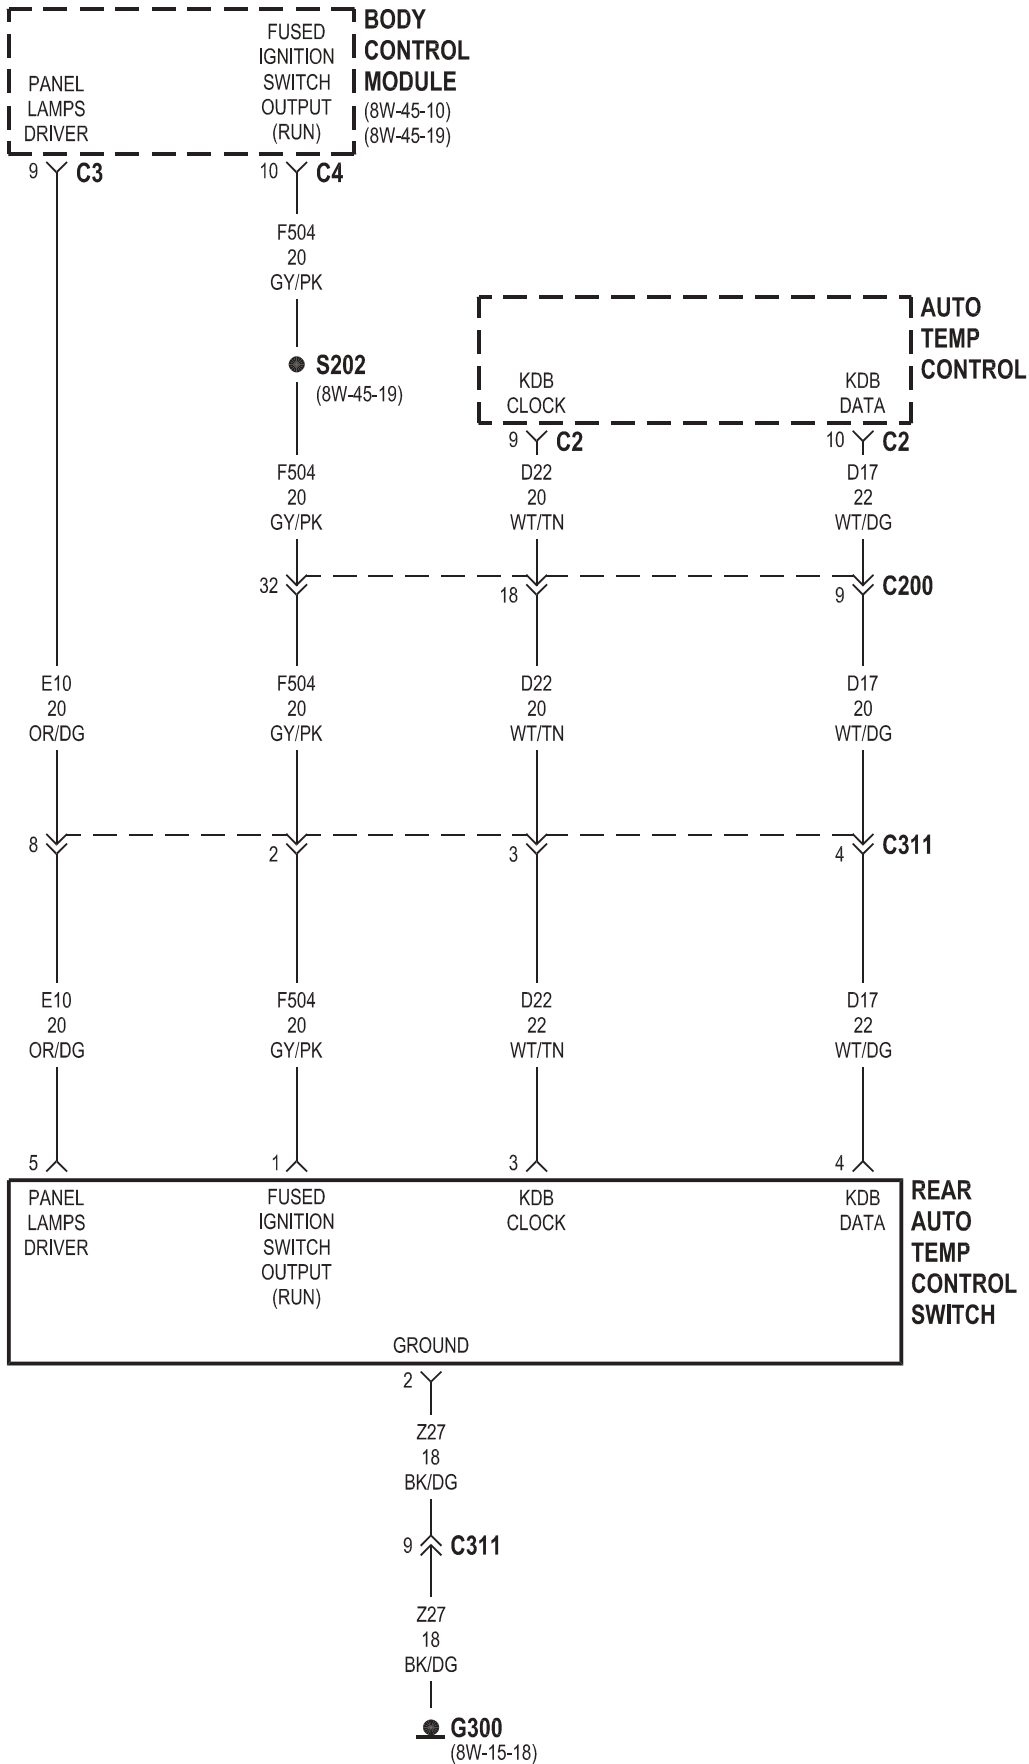 BODY
CONTROL
MODULE
(8W-45-10)
(8W-45-19)
FUSED
IGNITION
SWITCH
OUTPUT
(RUN)
PANEL
LAMPS
DRIVER
9 C3
10 C4
F504
20
GY/PK
S202
(8W-45-19)
AUTO
TEMP
CONTROL
KDB
CLOCK
KDB
DATA
9 C2
10 C2
F504
20
GY/PK
D22
20
WT/TN
D17
22
WT/DG
32
18
9
C200
E10
20
OR/DG
F504
20
GY/PK
D22
20
WT/TN
D17
20
WT/DG
8
2
3
4
C311
E10
20
OR/DG
F504
20
GY/PK
D22
22
WT/TN
D17
22
WT/DG
5
1
3
4
PANEL
LAMPS
DRIVER
FUSED
IGNITION
SWITCH
OUTPUT
(RUN)
KDB
CLOCK
KDB
DATA
REAR
AUTO
TEMP
CONTROL
SWITCH
GROUND
2
Z27
18
BK/DG
9 C311
Z27
18
BK/DG
G300
(8W-15-18)